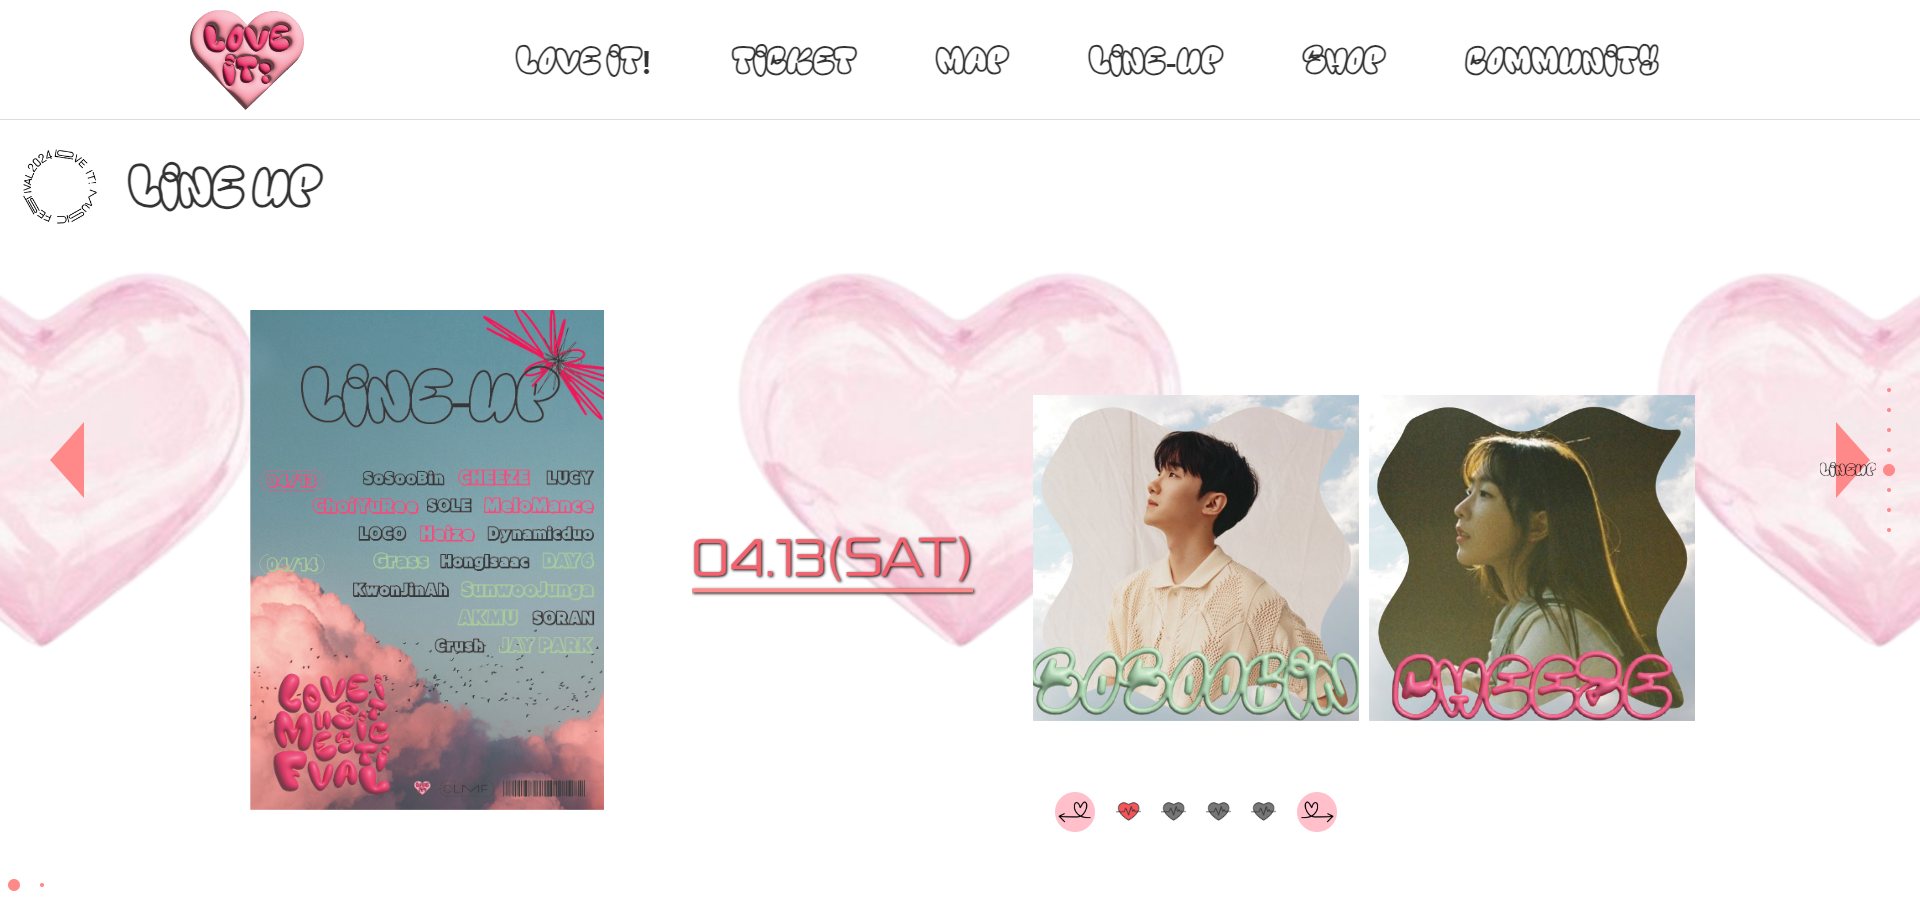 LOVE IT!
LOVE iT! TiCKET MAP LiNE-UP SHOP COMMUNiTY
2024 LOVE IT! MUSIC FESTIVAL
LiNE UP
LiNE-UP
04/13 SoSooBin CHEEZE LUCY
ChoiYuRee SOLE MeloMance
LOCO Heize Dynamicduo
04/14 Grass HongIsaac DAY6
KwonJinAh SunwooJunga
AKMU SORAN
Crush JAY PARK
LOVE iT
MUSiC
FESTiVAL
04.13(SAT)
SOSOOBiN
CHEEZE
LiNEUP